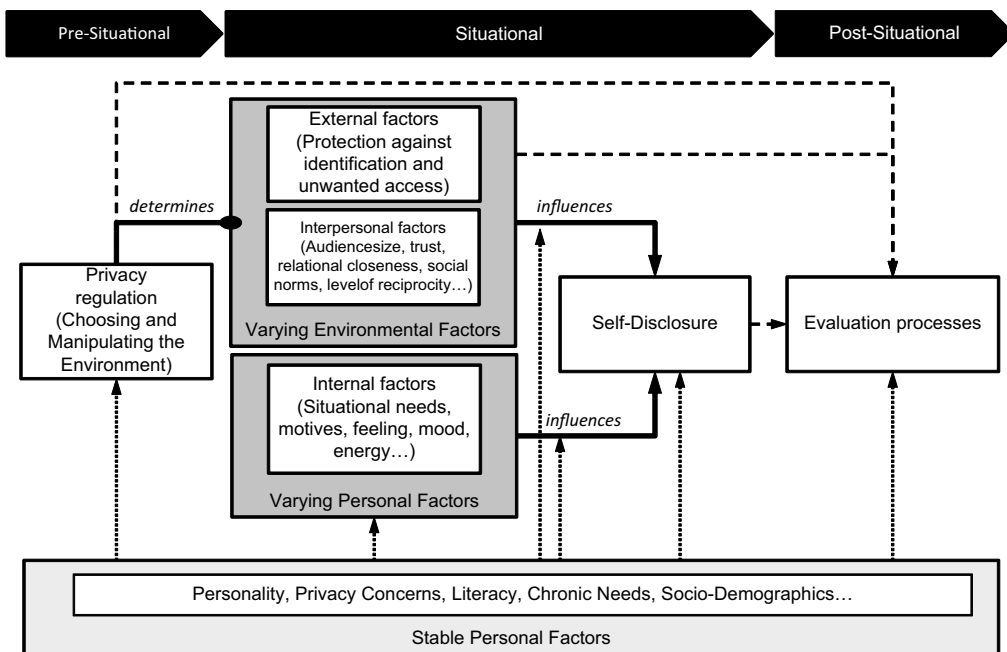 Pre-Situational
Situational
Post-Situational
External factors
(Protection against
identification and
unwanted access)
determines
influences
Interpersonal factors
(Audiencesize, trust,
relational closeness, social
norms, levelof reciprocity…)
Varying Environmental Factors
Privacy
regulation
(Choosing and
Manipulating the
Environment)
Self-Disclosure
Evaluation processes
Internal factors
(Situational needs,
motives, feeling, mood,
energy…)
influences
Varying Personal Factors
Personality, Privacy Concerns, Literacy, Chronic Needs, Socio-Demographics…
Stable Personal Factors